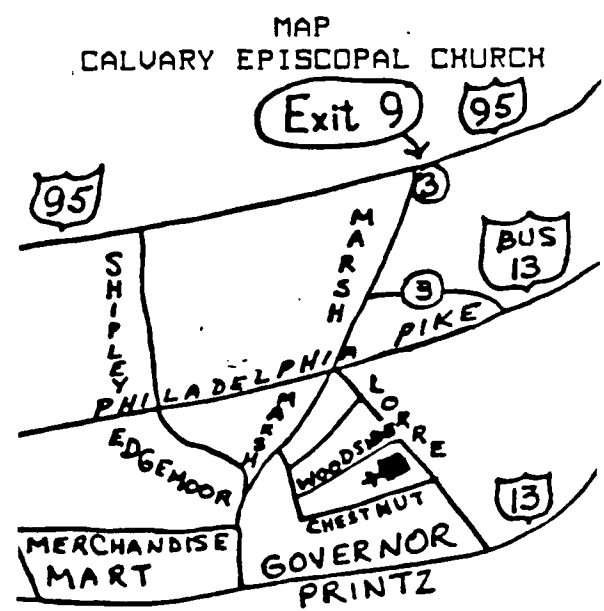 MAP
CALVARY EPISCOPAL CHURCH
Exit 9
95
95
3
MARSH
BUS
13
SHIPLEY
3
PHILADELPHIA PIKE
MARSH
LORRE
EDGEMOOR
WOODSIDE
CHESTNUT
13
MERCHANDISE
MART
GOVERNOR
PRINTZ